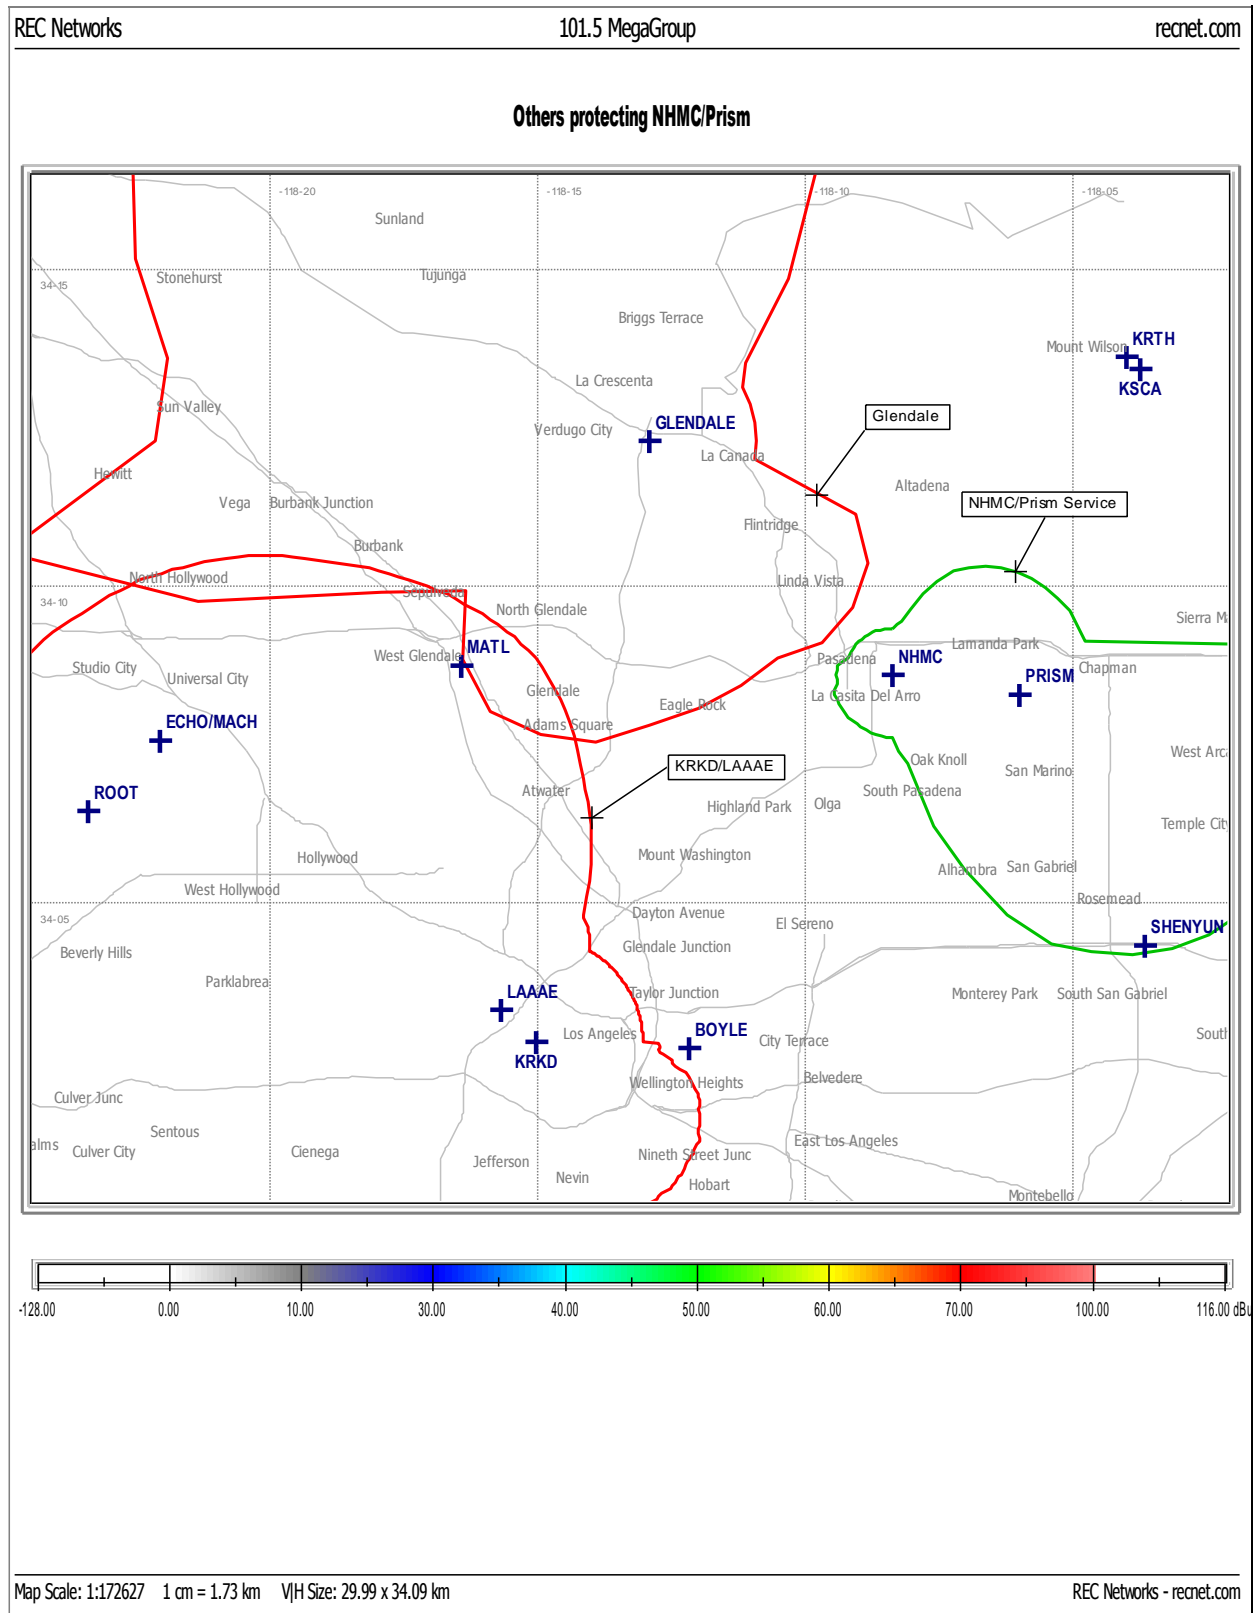 REC Networks 101.5 MegaGroup recnet.com
Others protecting NHMC/Prism
-118-20 -118-15 -118-10 -118-05
Sunland
Tujunga
Stonehurst
34-15
Briggs Terrace
KRTH
Mount Wilson
La Crescenta
KSCA
Sun Valley
Glendale
GLENDALE
Verdugo City
La Canada
Hewitt
Altadena
Vega Burbank Junction
NHMC/Prism Service
Flintridge
Burbank
North Hollywood
Linda Vista
Sepulveda
34-10
North Glendale
Sierra M
Lamanda Park
MATL
West Glendale
NHMC
Pasadena
Studio City
Chapman
Universal City
PRISM
Glendale
La Casita Del Arro
Eagle Rock
ECHO/MACH
Adams Square
West Arca
Oak Knoll
KRKD/LAAAE
San Marino
ROOT
Atwater
South Pasadena
Highland Park Olga
Temple City
Hollywood
Mount Washington
San Gabriel
Alhambra
West Hollywood
Rosemead
Dayton Avenue
34-05
El Sereno
SHENYUN
Glendale Junction
Beverly Hills
Parklabrea
LAAAE
Taylor Junction
Monterey Park South San Gabriel
BOYLE
Los Angeles
City Terrace
South
KRKD
Belvedere
Wellington Heights
Culver Junc
Sentous
East Los Angeles
alms
Culver City
Cienega
Nineth Street Junc
Jefferson
Nevin
Hobart
Montebello
-128.00 0.00 10.00 30.00 40.00 50.00 60.00 70.00 100.00 116.00 dBu
Map Scale: 1:172627 1 cm = 1.73 km V|H Size: 29.99 x 34.09 km REC Networks - recnet.com